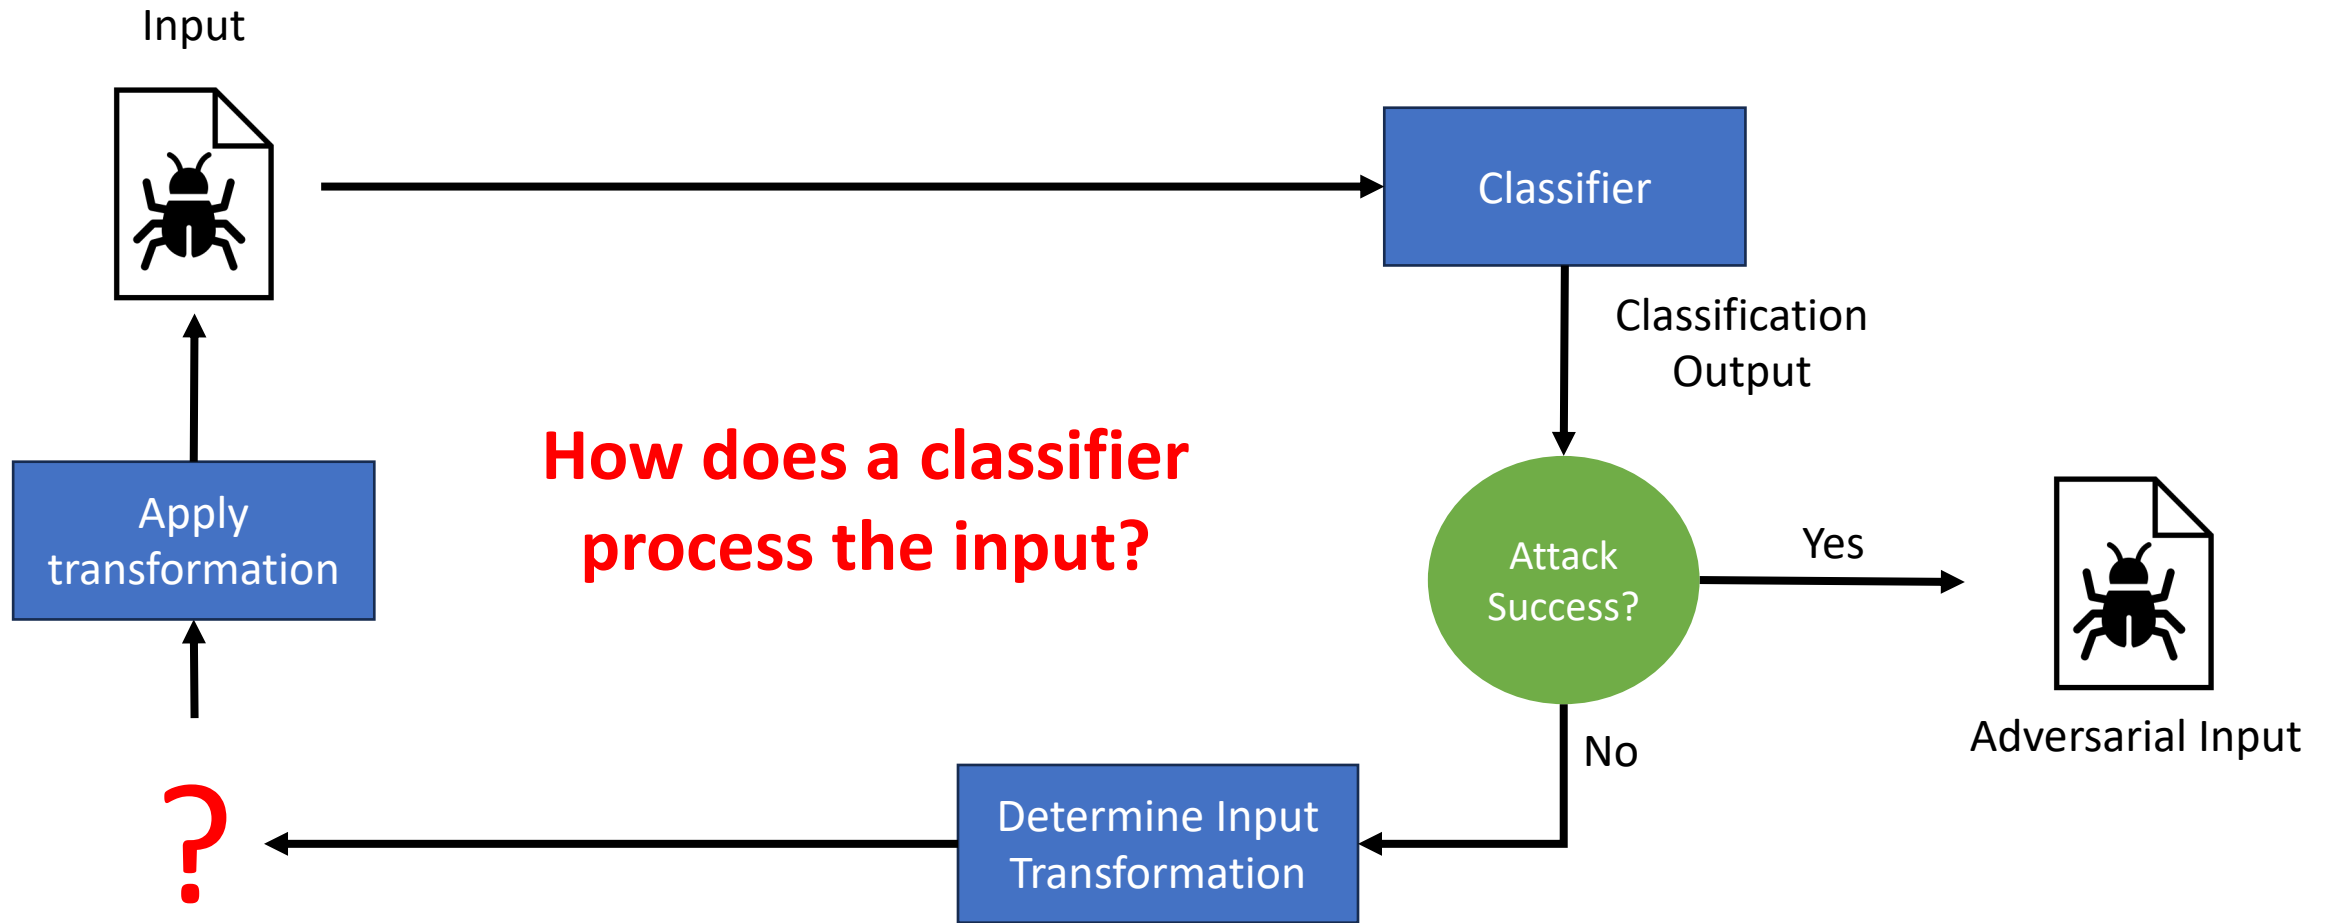 Input
Classifier
Classification
Output
How does a classifier
process the input?
Apply
transformation
Attack
Success?
Yes
Adversarial Input
No
Determine Input
Transformation
?